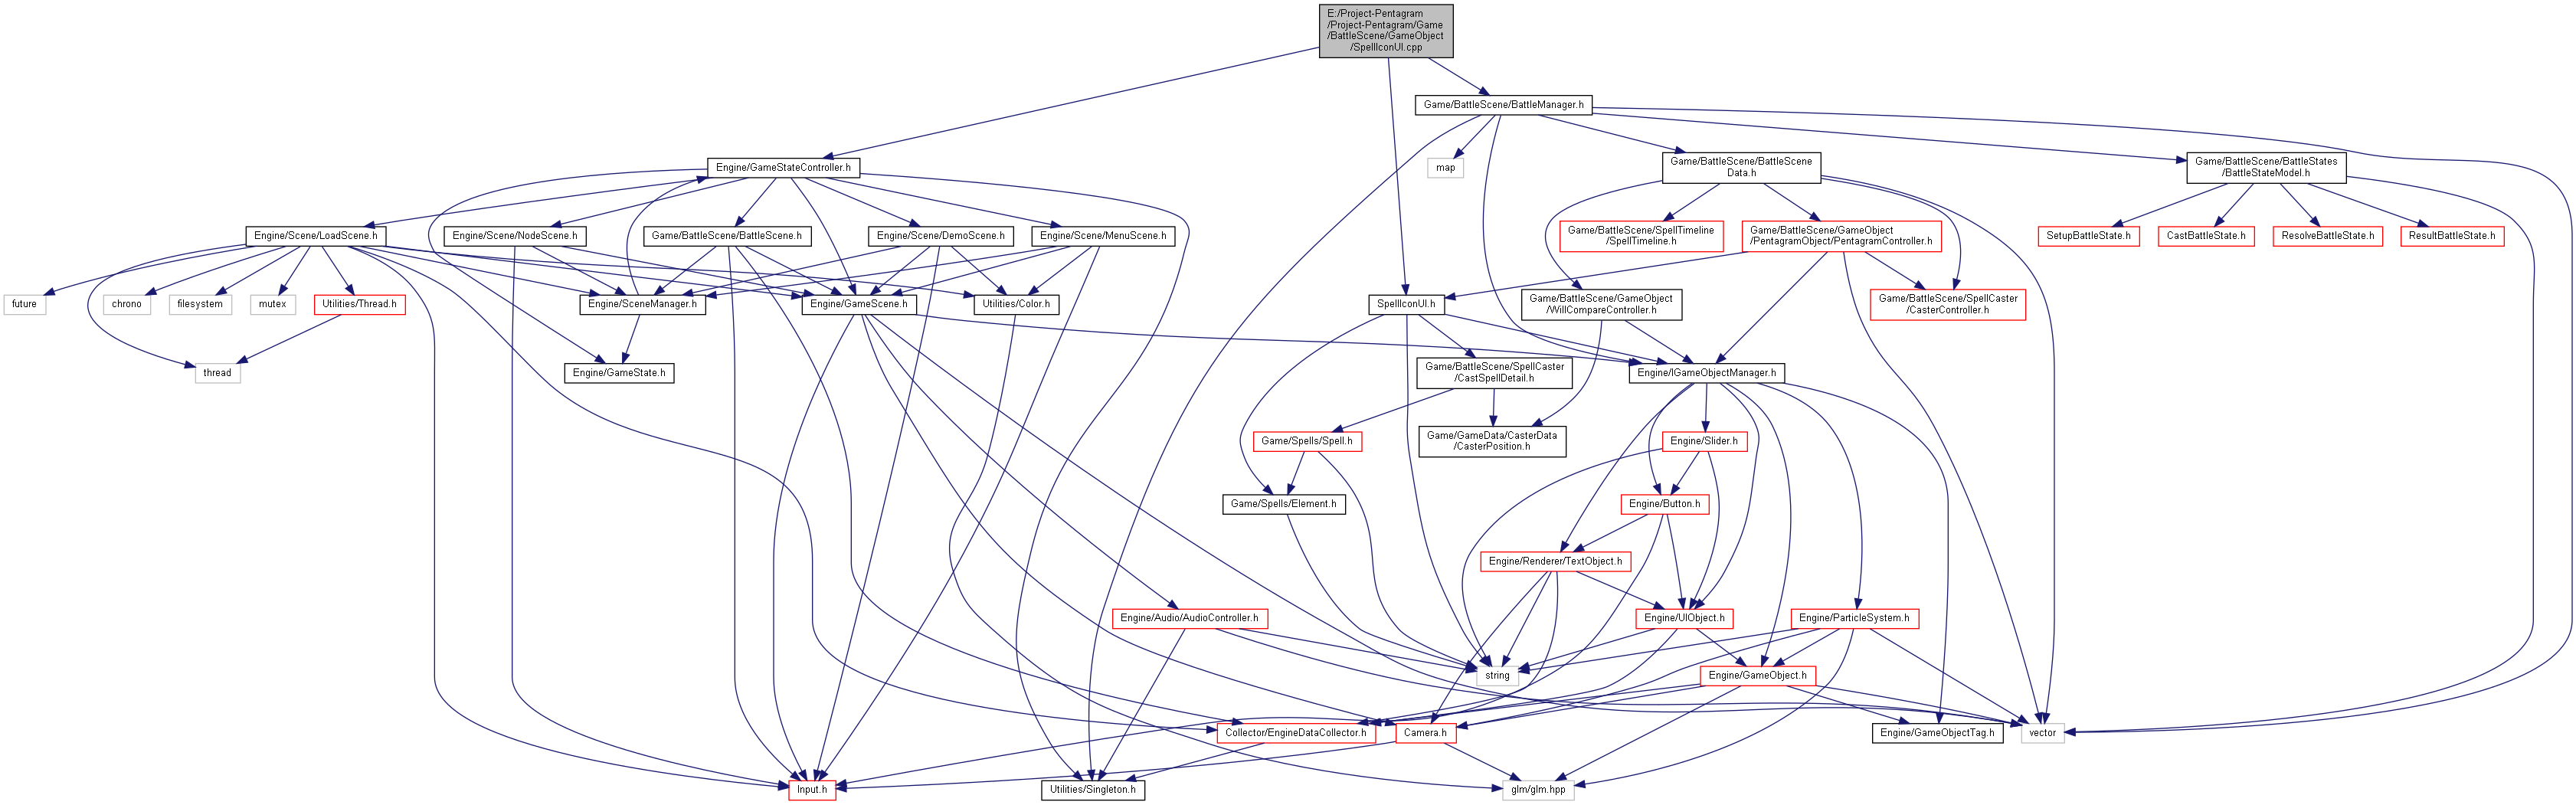 E:/Project-Pentagram
/Project-Pentagram/Game
/BattleScene/GameObject
/SpellIconUI.cpp
Game/BattleScene/BattleManager.h
Engine/GameStateController.h
map
Game/BattleScene/BattleScene
Data.h
Game/BattleScene/BattleStates
/BattleStateModel.h
Engine/Scene/LoadScene.h
Engine/Scene/NodeScene.h
Game/BattleScene/BattleScene.h
Engine/Scene/DemoScene.h
Engine/Scene/MenuScene.h
Game/BattleScene/SpellTimeline
/SpellTimeline.h
Game/BattleScene/GameObject
/PentagramObject/PentagramController.h
SetupBattleState.h
CastBattleState.h
ResolveBattleState.h
ResultBattleState.h
future
chrono
filesystem
mutex
Utilities/Thread.h
Engine/SceneManager.h
Engine/GameScene.h
Utilities/Color.h
SpellIconUI.h
Game/BattleScene/GameObject
/WillCompareController.h
Game/BattleScene/SpellCaster
/CasterController.h
thread
Engine/GameState.h
Game/BattleScene/SpellCaster
/CastSpellDetail.h
Engine/IGameObjectManager.h
Game/Spells/Spell.h
Game/GameData/CasterData
/CasterPosition.h
Engine/Slider.h
Game/Spells/Element.h
Engine/Button.h
Engine/Renderer/TextObject.h
Engine/Audio/AudioController.h
Engine/UIObject.h
Engine/ParticleSystem.h
string
Engine/GameObject.h
Collector/EngineDataCollector.h
Camera.h
Engine/GameObjectTag.h
vector
Input.h
Utilities/Singleton.h
glm/glm.hpp